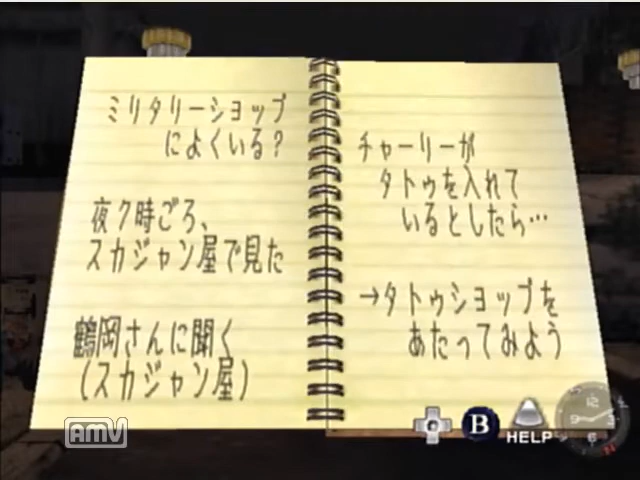 ミリタリーショップ
によくいる？
夜7時ごろ、
スカジャン屋で見た
鶴岡さんに聞く
(スカジャン屋)
チャーリーが
タトゥを入れて
いるとしたら…
→タトゥショップを
あたってみよう
AMV
B
HELP
12
3
6